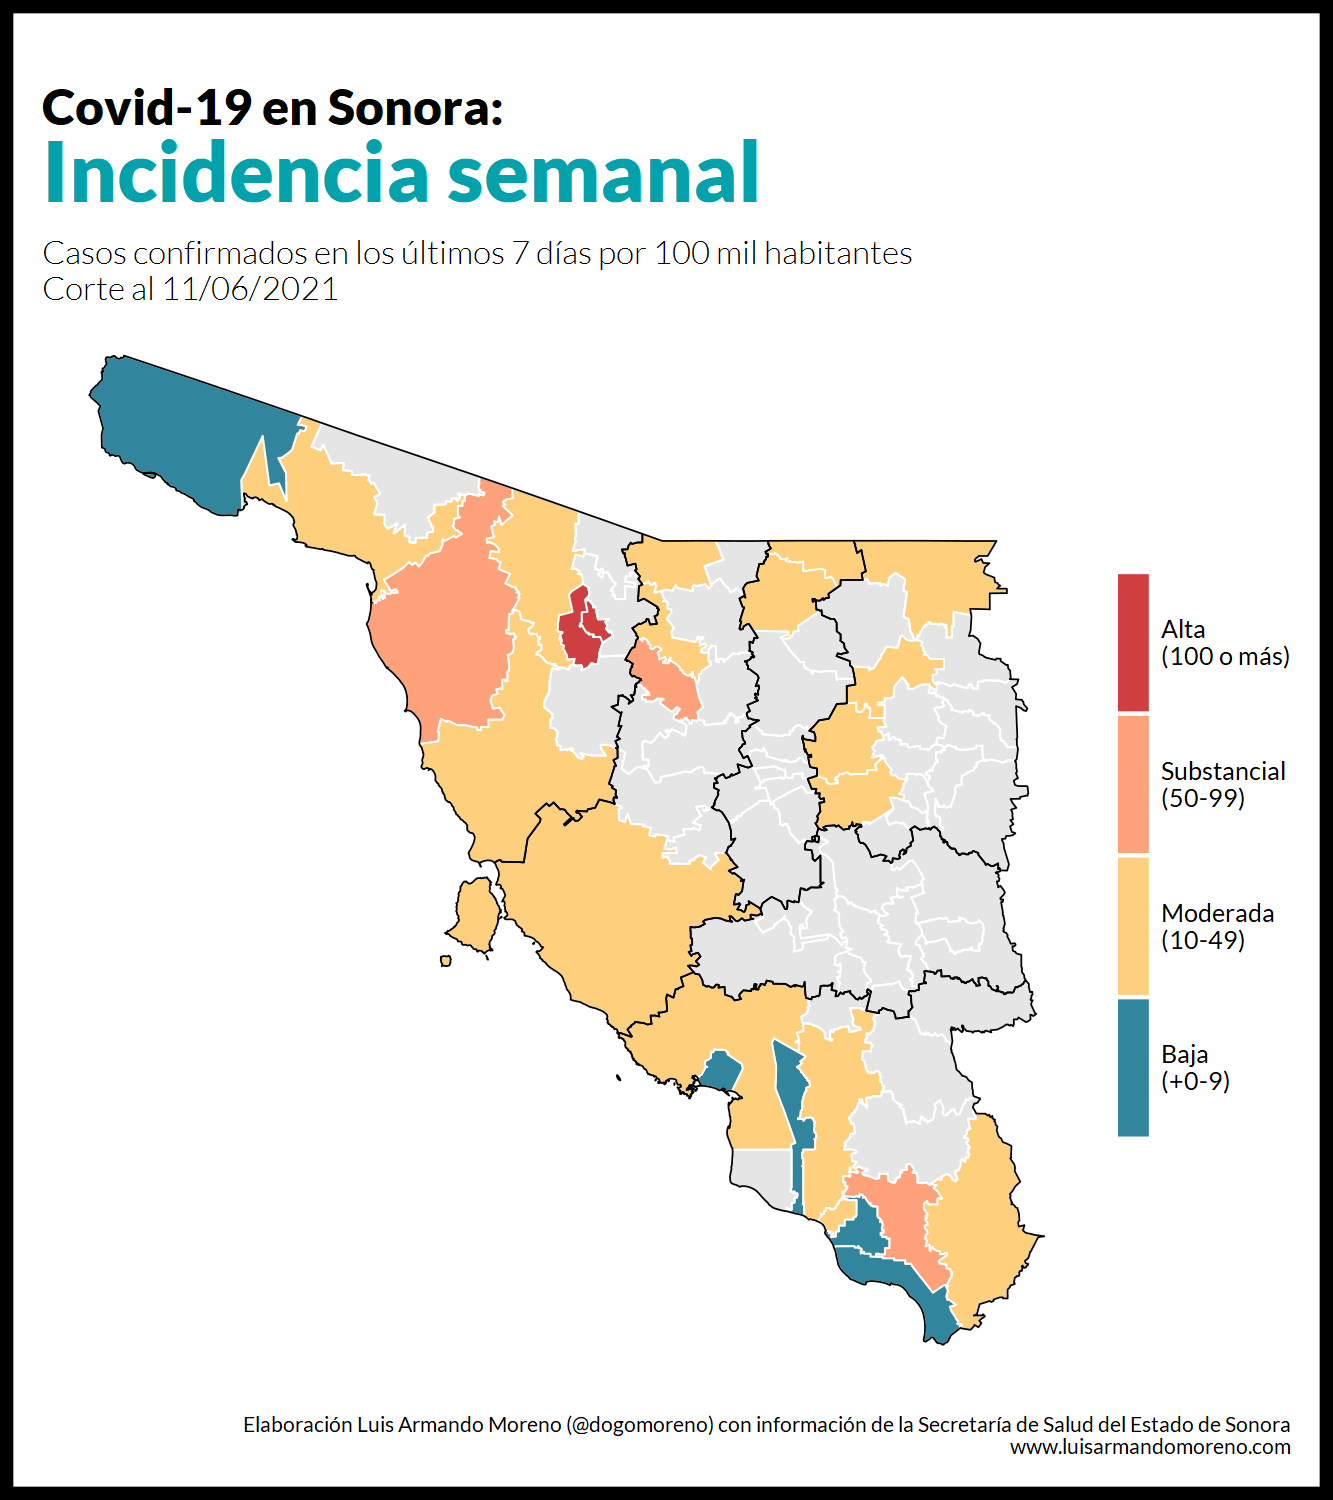 Covid-19 en Sonora:
Incidencia semanal
Casos confirmados en los últimos 7 días por 100 mil habitantes
Corte al 11/06/2021
Alta
(100 o más)
Substancial
(50-99)
Moderada
(10-49)
Baja
(+0-9)
Elaboración Luis Armando Moreno (@dogomoreno) con información de la Secretaría de Salud del Estado de Sonora
www.luisarmandomoreno.com